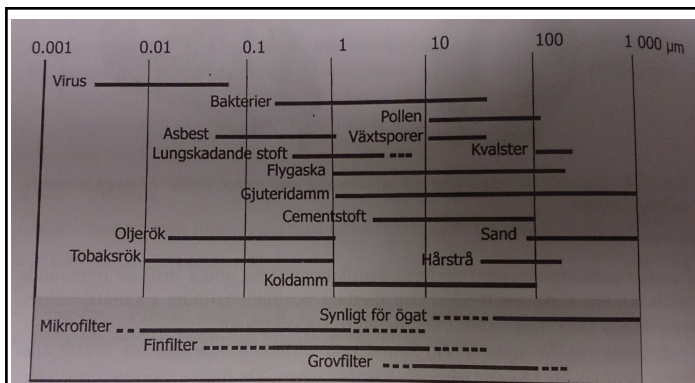 0.001 0.01 0.1 1 10 100 1 000 µm
Virus
Bakterier
Pollen
Asbest Växtsporer
Lungskadande stoft Kvalster
Flygaska
Gjuteridamm
Cementstoft
Oljerök Sand
Tobaksrök Hårstrå
Koldamm
Synligt för ögat
Mikrofilter
Finfilter
Grovfilter